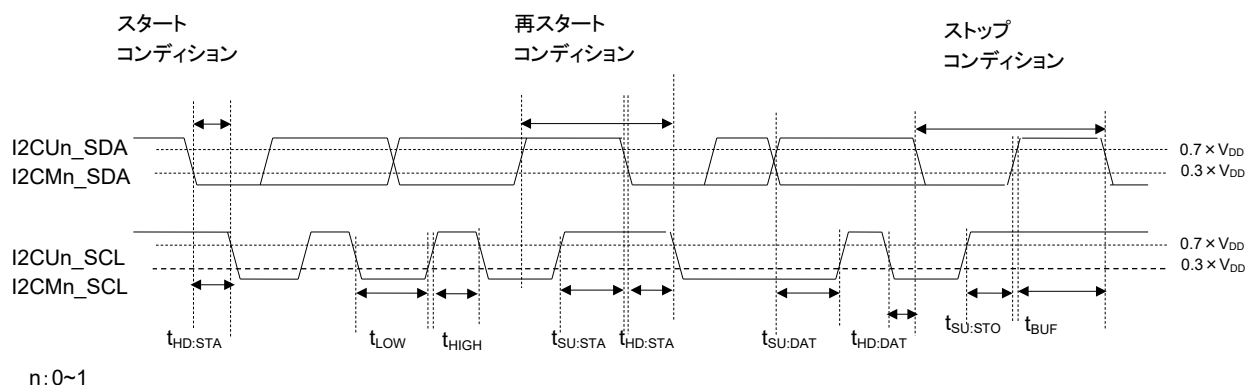 スタート
コンディション
再スタート
コンディション
ストップ
コンディション
I2CUn_SDA
I2CMn_SDA
0.7×VDD
0.3×VDD
I2CUn_SCL
I2CMn_SCL
0.7×VDD
0.3×VDD
tHD:STA
tLOW
tHIGH
tSU:STA
tHD:STA
tSU:DAT
tHD:DAT
tSU:STO
tBUF
n:0~1